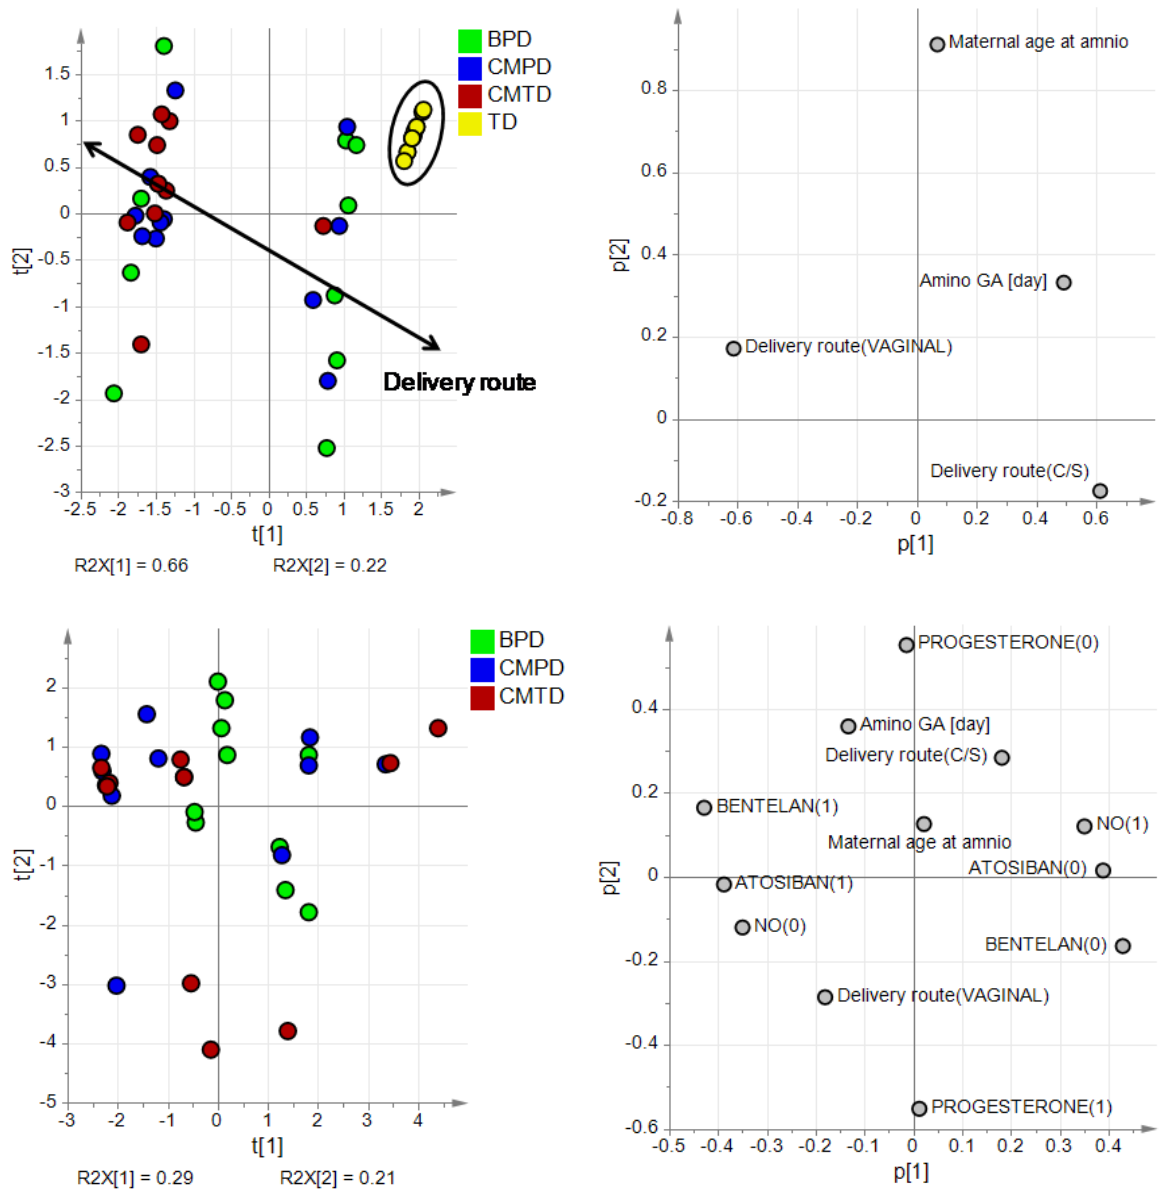 BPD
CMPD
CMTD
TD
1.5
1
0.5
0
-0.5
-1
-1.5
-2
-2.5
-3
t[2]
-2.5 -2 -1.5 -1 -0.5 0 0.5 1 1.5 2
t[1]
Delivery route
R2X[1] = 0.66 R2X[2] = 0.22
Maternal age at amnio
Amino GA [day]
Delivery route(VAGINAL)
Delivery route(C/S)
0.8
0.6
0.4
0.2
0
-0.2
p[2]
-0.8 -0.6 -0.4 -0.2 0 0.2 0.4 0.6
p[1]
BPD
CMPD
CMTD
2
1
0
-1
-2
-3
-4
-5
t[2]
-3 -2 -1 0 1 2 3 4
t[1]
R2X[1] = 0.29 R2X[2] = 0.21
PROGESTERONE(0)
Amino GA [day]
Delivery route(C/S)
BENTELAN(1)
NO(1)
Maternal age at amnio
ATOSIBAN(0)
ATOSIBAN(1)
NO(0)
BENTELAN(0)
Delivery route(VAGINAL)
PROGESTERONE(1)
0.4
0.2
0
-0.2
-0.4
-0.6
p[2]
-0.5 -0.4 -0.3 -0.2 -0.1 0 0.1 0.2 0.3 0.4
p[1]